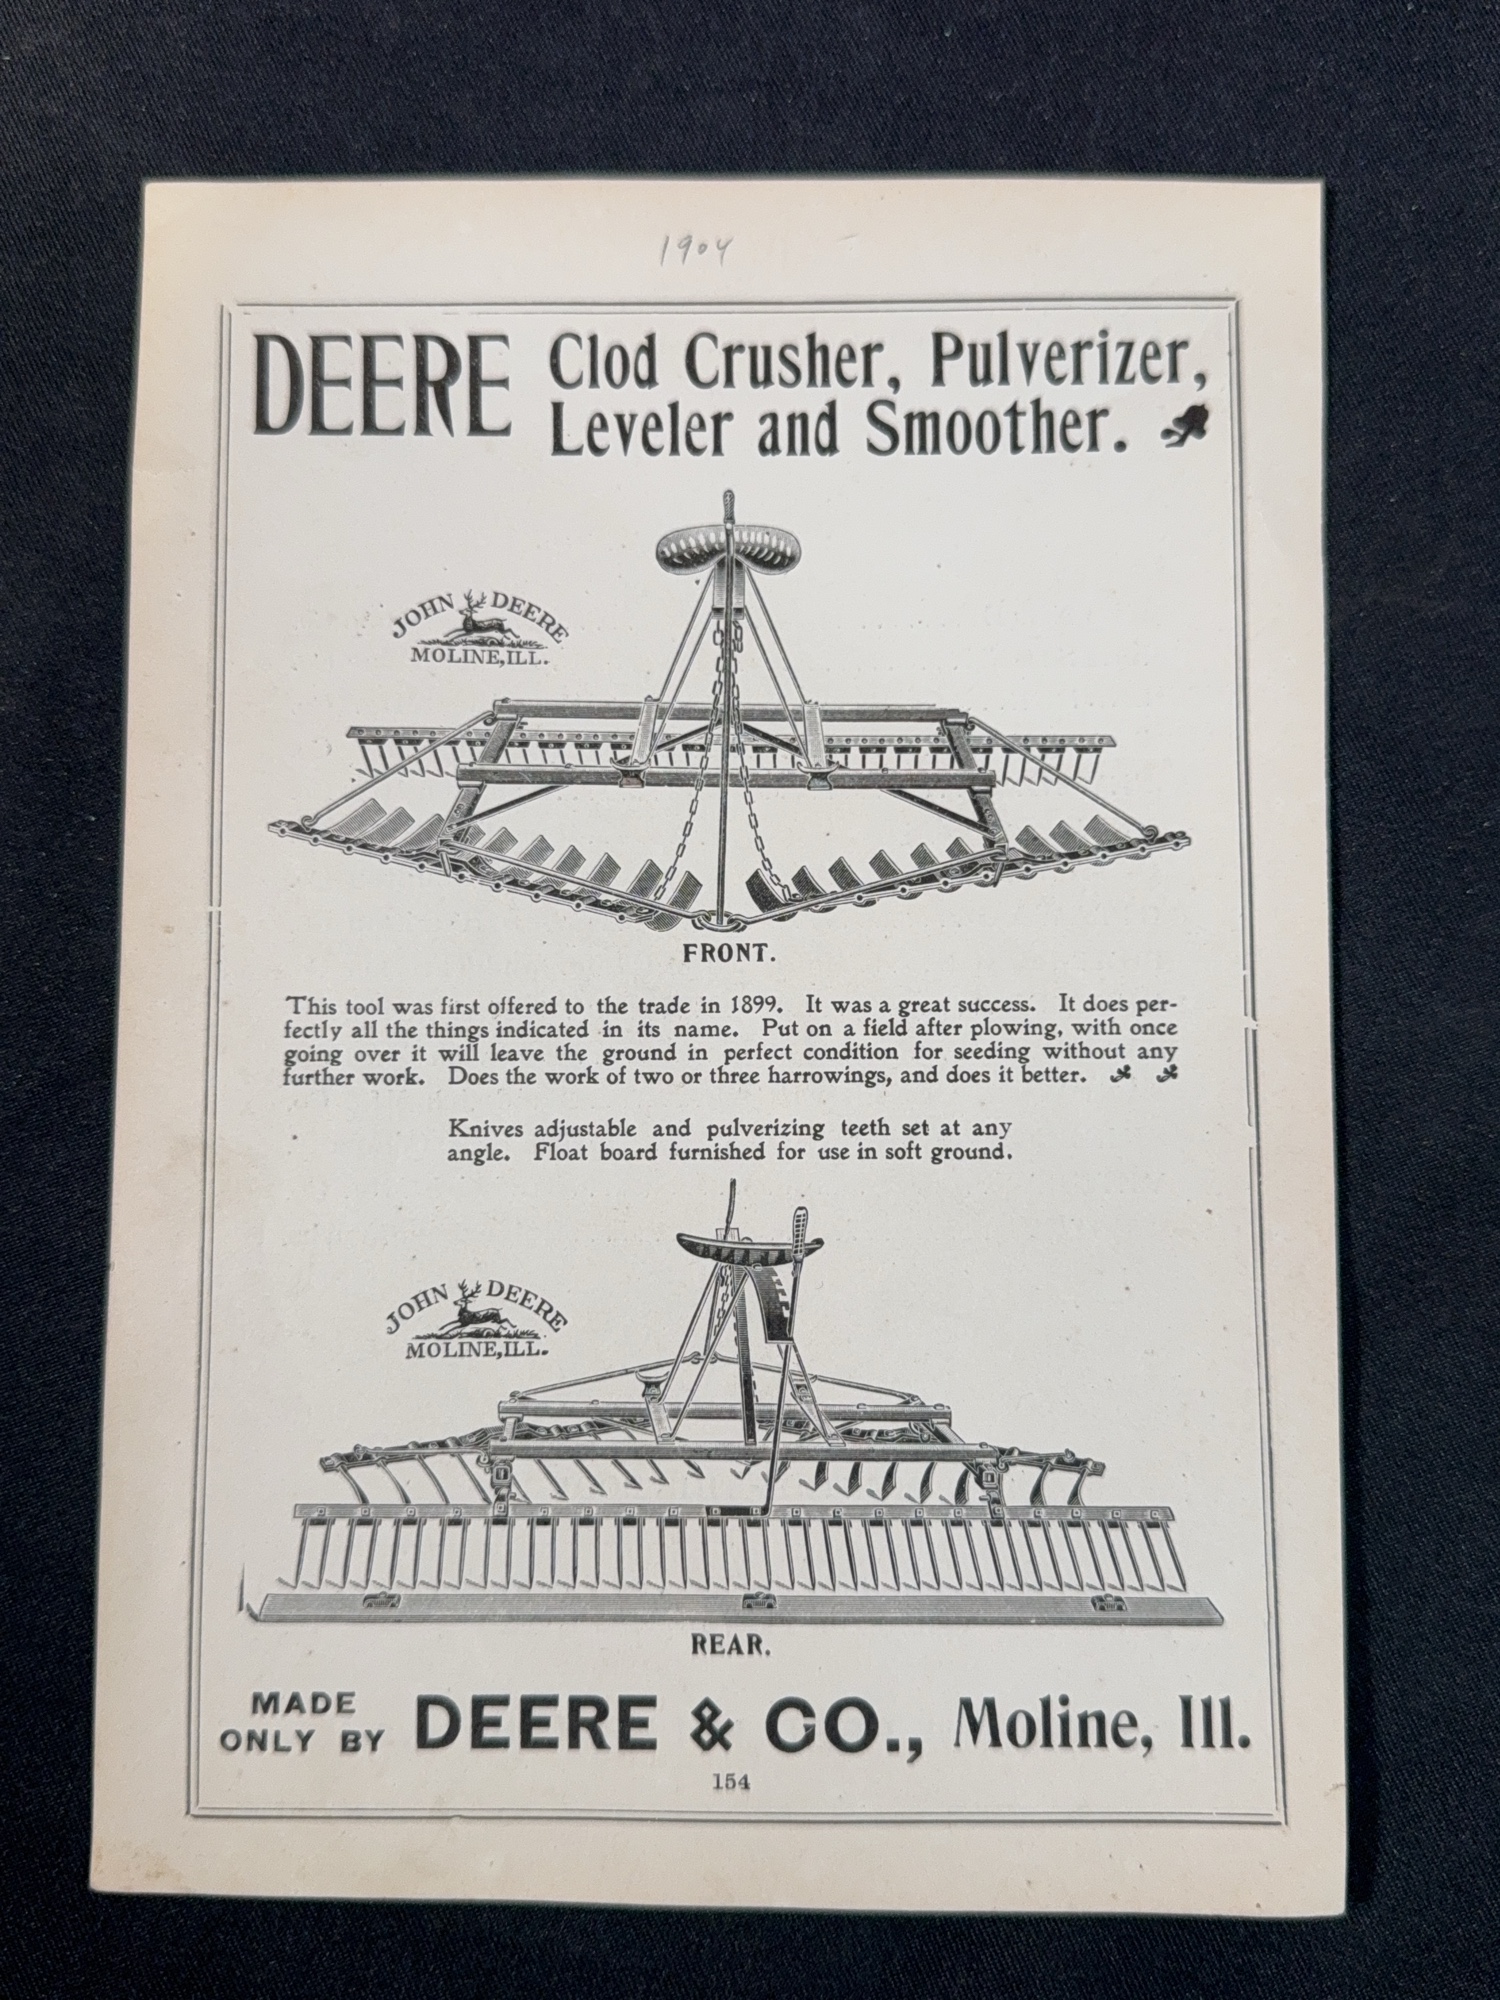 1904
DEERE Clod Crusher, Pulverizer,
Leveler and Smoother.
JOHN DEERE
MOLINE, ILL.
FRONT.
This tool was first offered to the trade in 1899. It was a great success. It does per-
fectly all the things indicated in its name. Put on a field after plowing, with once
going over it will leave the ground in perfect condition for seeding without any
further work. Does the work of two or three harrowings, and does it better.
Knives adjustable and pulverizing teeth set at any
angle. Float board furnished for use in soft ground.
JOHN DEERE
MOLINE, ILL.
REAR.
MADE
ONLY BY DEERE & CO., Moline, Ill.
154